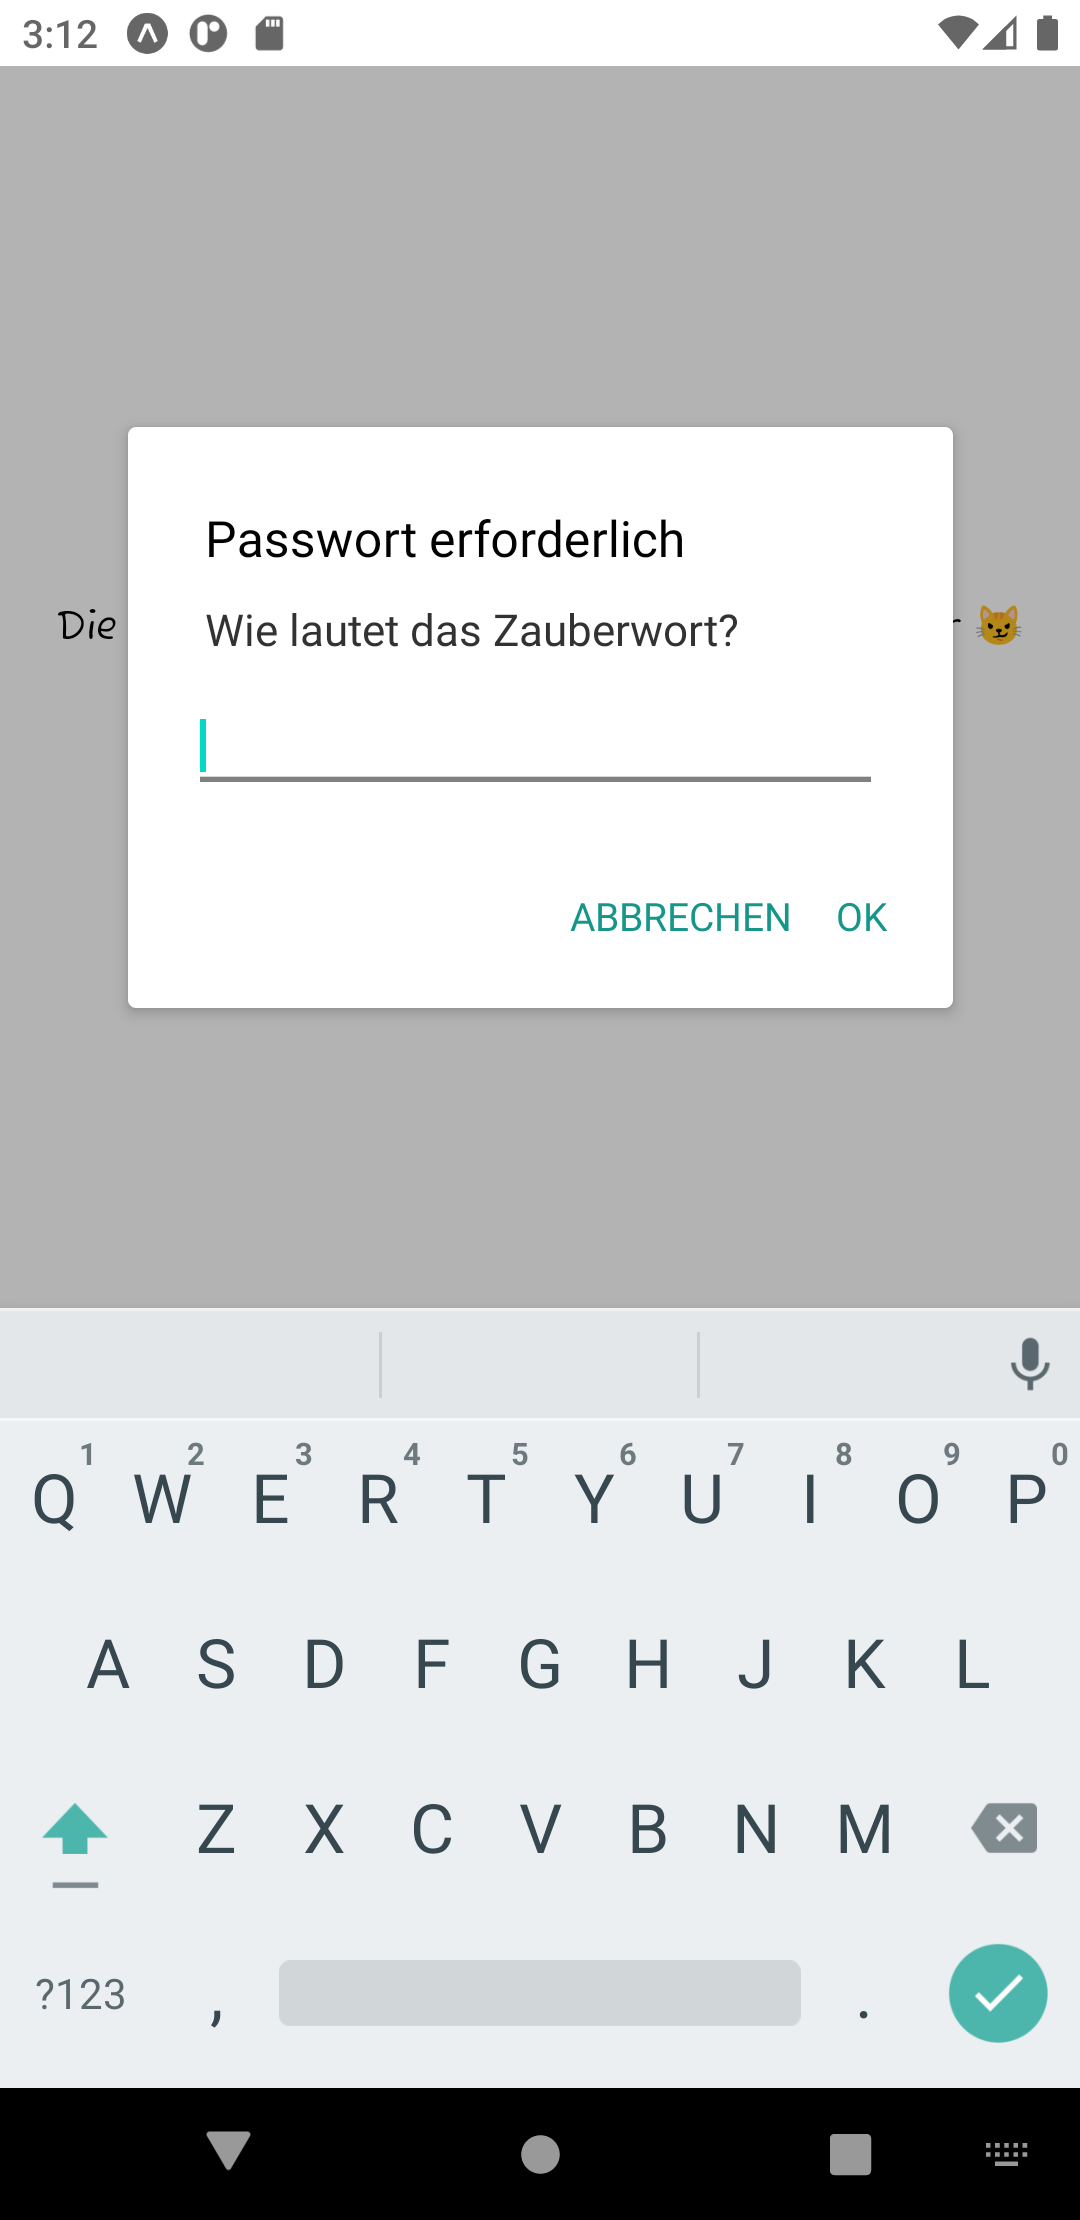 3:12
Passwort erforderlich
Wie lautet das Zauberwort?
Die r 😼
ABBRECHEN OK
1 2 3 4 5 6 7 8 9 0
Q W E R T Y U I O P
A S D F G H J K L
Z X C V B N M
?123 , .